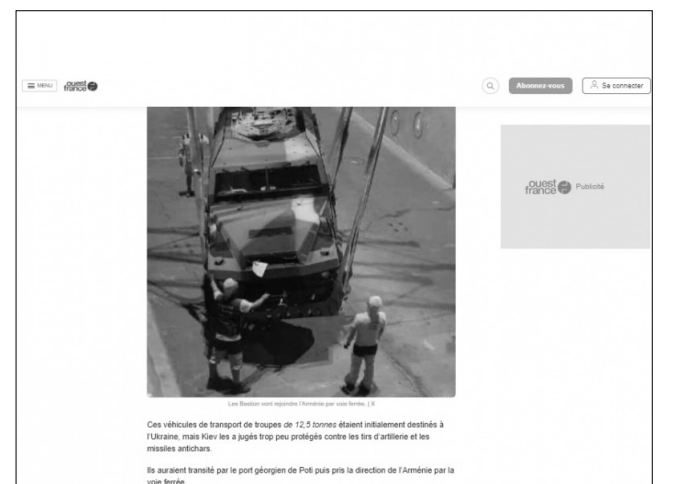 MENU
ouest
france
Abonnez-vous
Se connecter
ouest
france
Publicité
Les Bastion vont rejoindre l'Arménie par voie ferrée. | X
Ces véhicules de transport de troupes de 12,5 tonnes étaient initialement destinés à
l'Ukraine, mais Kiev les a jugés trop peu protégés contre les tirs d'artillerie et les
missiles antichars.
Ils auraient transité par le port géorgien de Poti puis pris la direction de l'Arménie par la
voie ferrée.